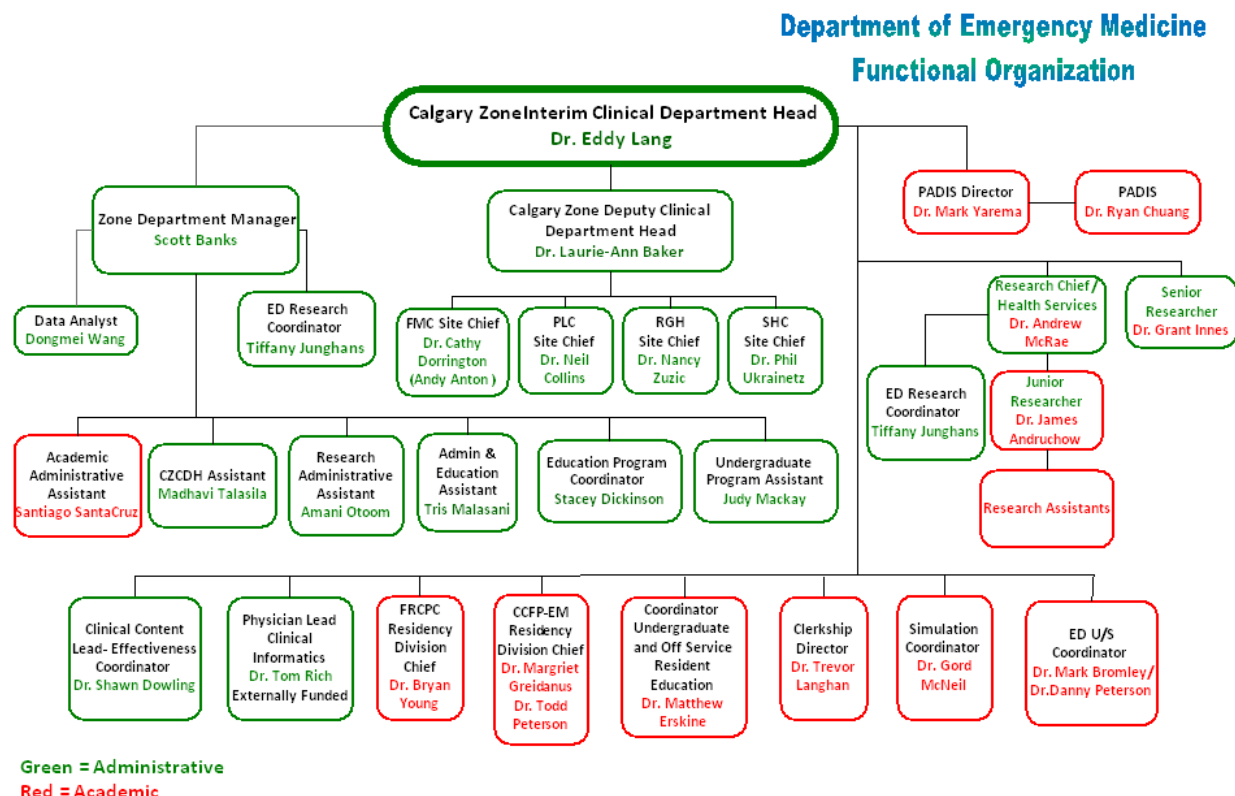 Department of Emergency Medicine
Functional Organization
Calgary ZoneInterim Clinical Department Head
Dr. Eddy Lang
Zone Department Manager
Scott Banks
Calgary Zone Deputy Clinical
Department Head
Dr. Laurie-Ann Baker
PADIS Director
Dr. Mark Yarema
PADIS
Dr. Ryan Chuang
Data Analyst
Dongmei Wang
ED Research
Coordinator
Tiffany Junghans
FMC Site Chief
Dr. Cathy
Dorrington
(Andy Anton )
PLC
Site Chief
Dr. Neil
Collins
RGH
Site Chief
Dr. Nancy
Zuzic
SHC
Site Chief
Dr. Phil
Ukrainetz
Research Chief/
Health Services
Dr. Andrew
McRae
Senior
Researcher
Dr. Grant Innes
ED Research
Coordinator
Tiffany Junghans
Junior
Researcher
Dr. James
Andruchow
Research Assistants
Academic
Administrative
Assistant
Santiago SantaCruz
CZCDH Assistant
Madhavi Talasila
Research
Administrative
Assistant
Amani Otoom
Admin &
Education
Assistant
Tris Malasani
Education Program
Coordinator
Stacey Dickinson
Undergraduate
Program Assistant
Judy Mackay
Clinical Content
Lead- Effectiveness
Coordinator
Dr. Shawn Dowling
Physician Lead
Clinical
Informatics
Dr. Tom Rich
Externally Funded
FRCPC
Residency
Division
Chief
Dr. Bryan
Young
CCFP-EM
Residency
Division Chief
Dr. Margriet
Greidanus
Dr. Todd
Peterson
Coordinator
Undergraduate
and Off Service
Resident
Education
Dr. Matthew
Erskine
Clerkship
Director
Dr. Trevor
Langhan
Simulation
Coordinator
Dr. Gord
McNeil
ED U/S
Coordinator
Dr. Mark Bromley/
Dr.Danny Peterson
Green = Administrative
Red = Academic